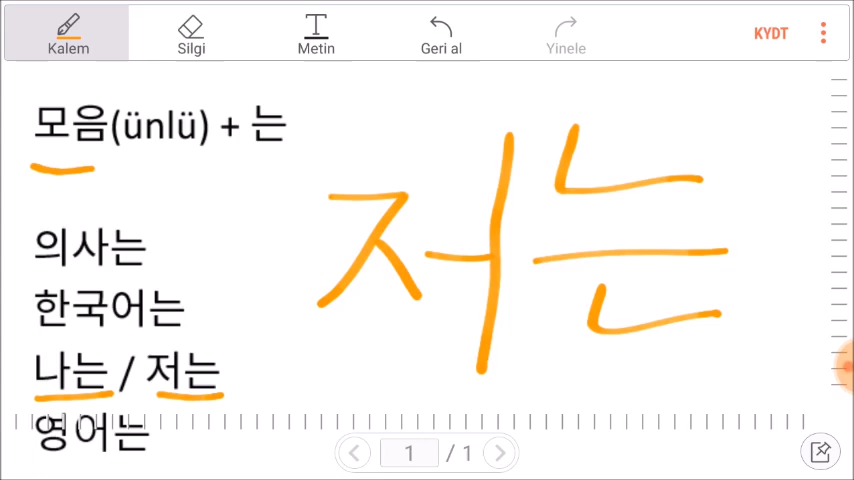 Kalem
Silgi
Metin
Geri al
Yinele
KYDT
모음(ünlü) + 는
의사는
한국어는
나는 / 저는
영어는
저는
1 / 1